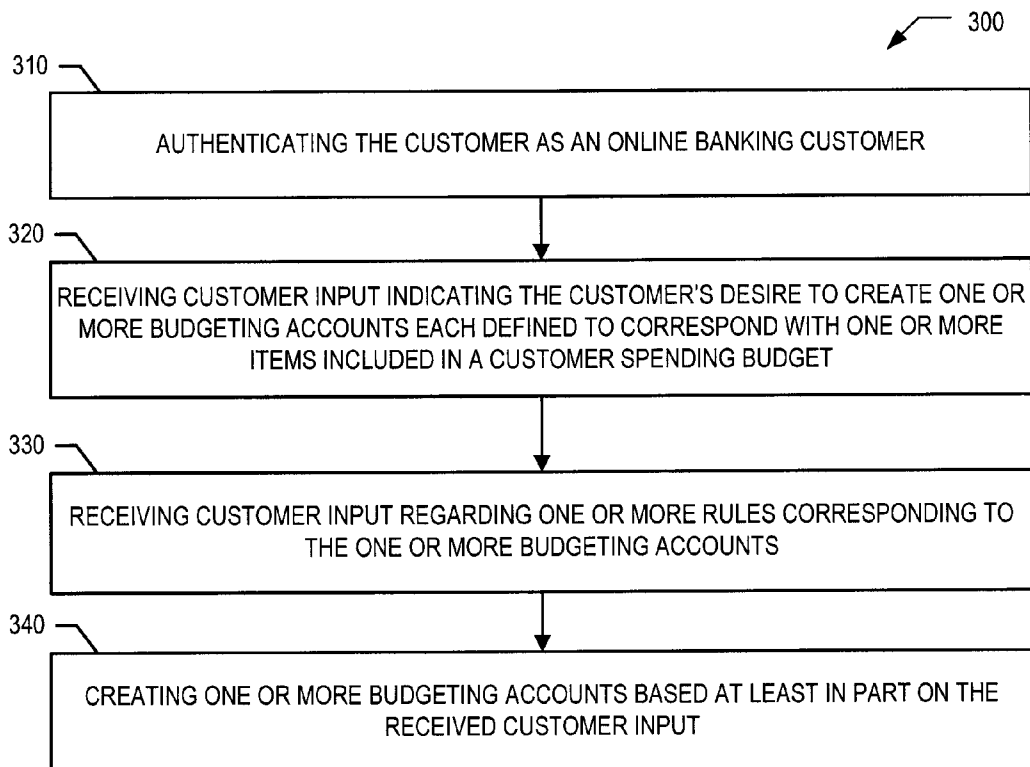 300
310
AUTHENTICATING THE CUSTOMER AS AN ONLINE BANKING CUSTOMER
320
RECEIVING CUSTOMER INPUT INDICATING THE CUSTOMER'S DESIRE TO CREATE ONE OR
MORE BUDGETING ACCOUNTS EACH DEFINED TO CORRESPOND WITH ONE OR MORE
ITEMS INCLUDED IN A CUSTOMER SPENDING BUDGET
330
RECEIVING CUSTOMER INPUT REGARDING ONE OR MORE RULES CORRESPONDING TO
THE ONE OR MORE BUDGETING ACCOUNTS
340
CREATING ONE OR MORE BUDGETING ACCOUNTS BASED AT LEAST IN PART ON THE
RECEIVED CUSTOMER INPUT